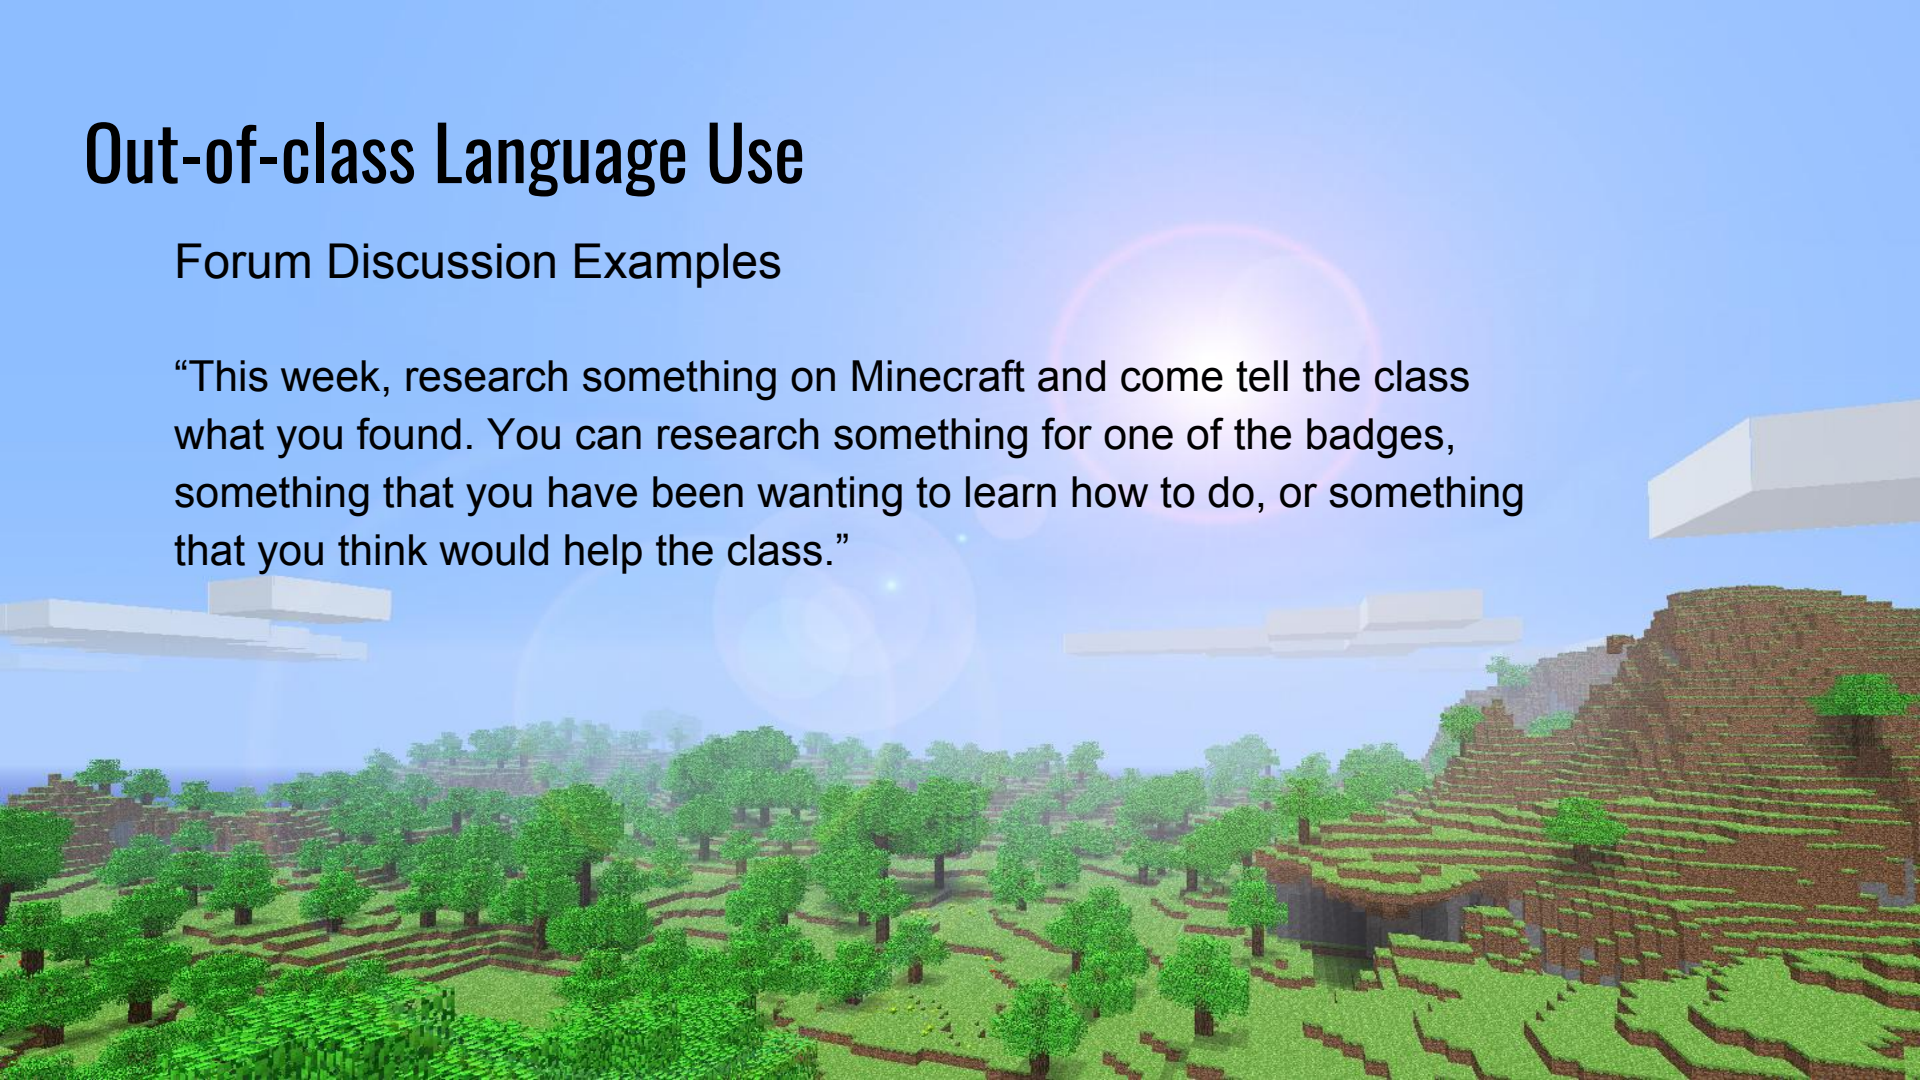 Out-of-class Language Use
Forum Discussion Examples
“This week, research something on Minecraft and come tell the class
what you found. You can research something for one of the badges,
something that you have been wanting to learn how to do, or something
that you think would help the class.”